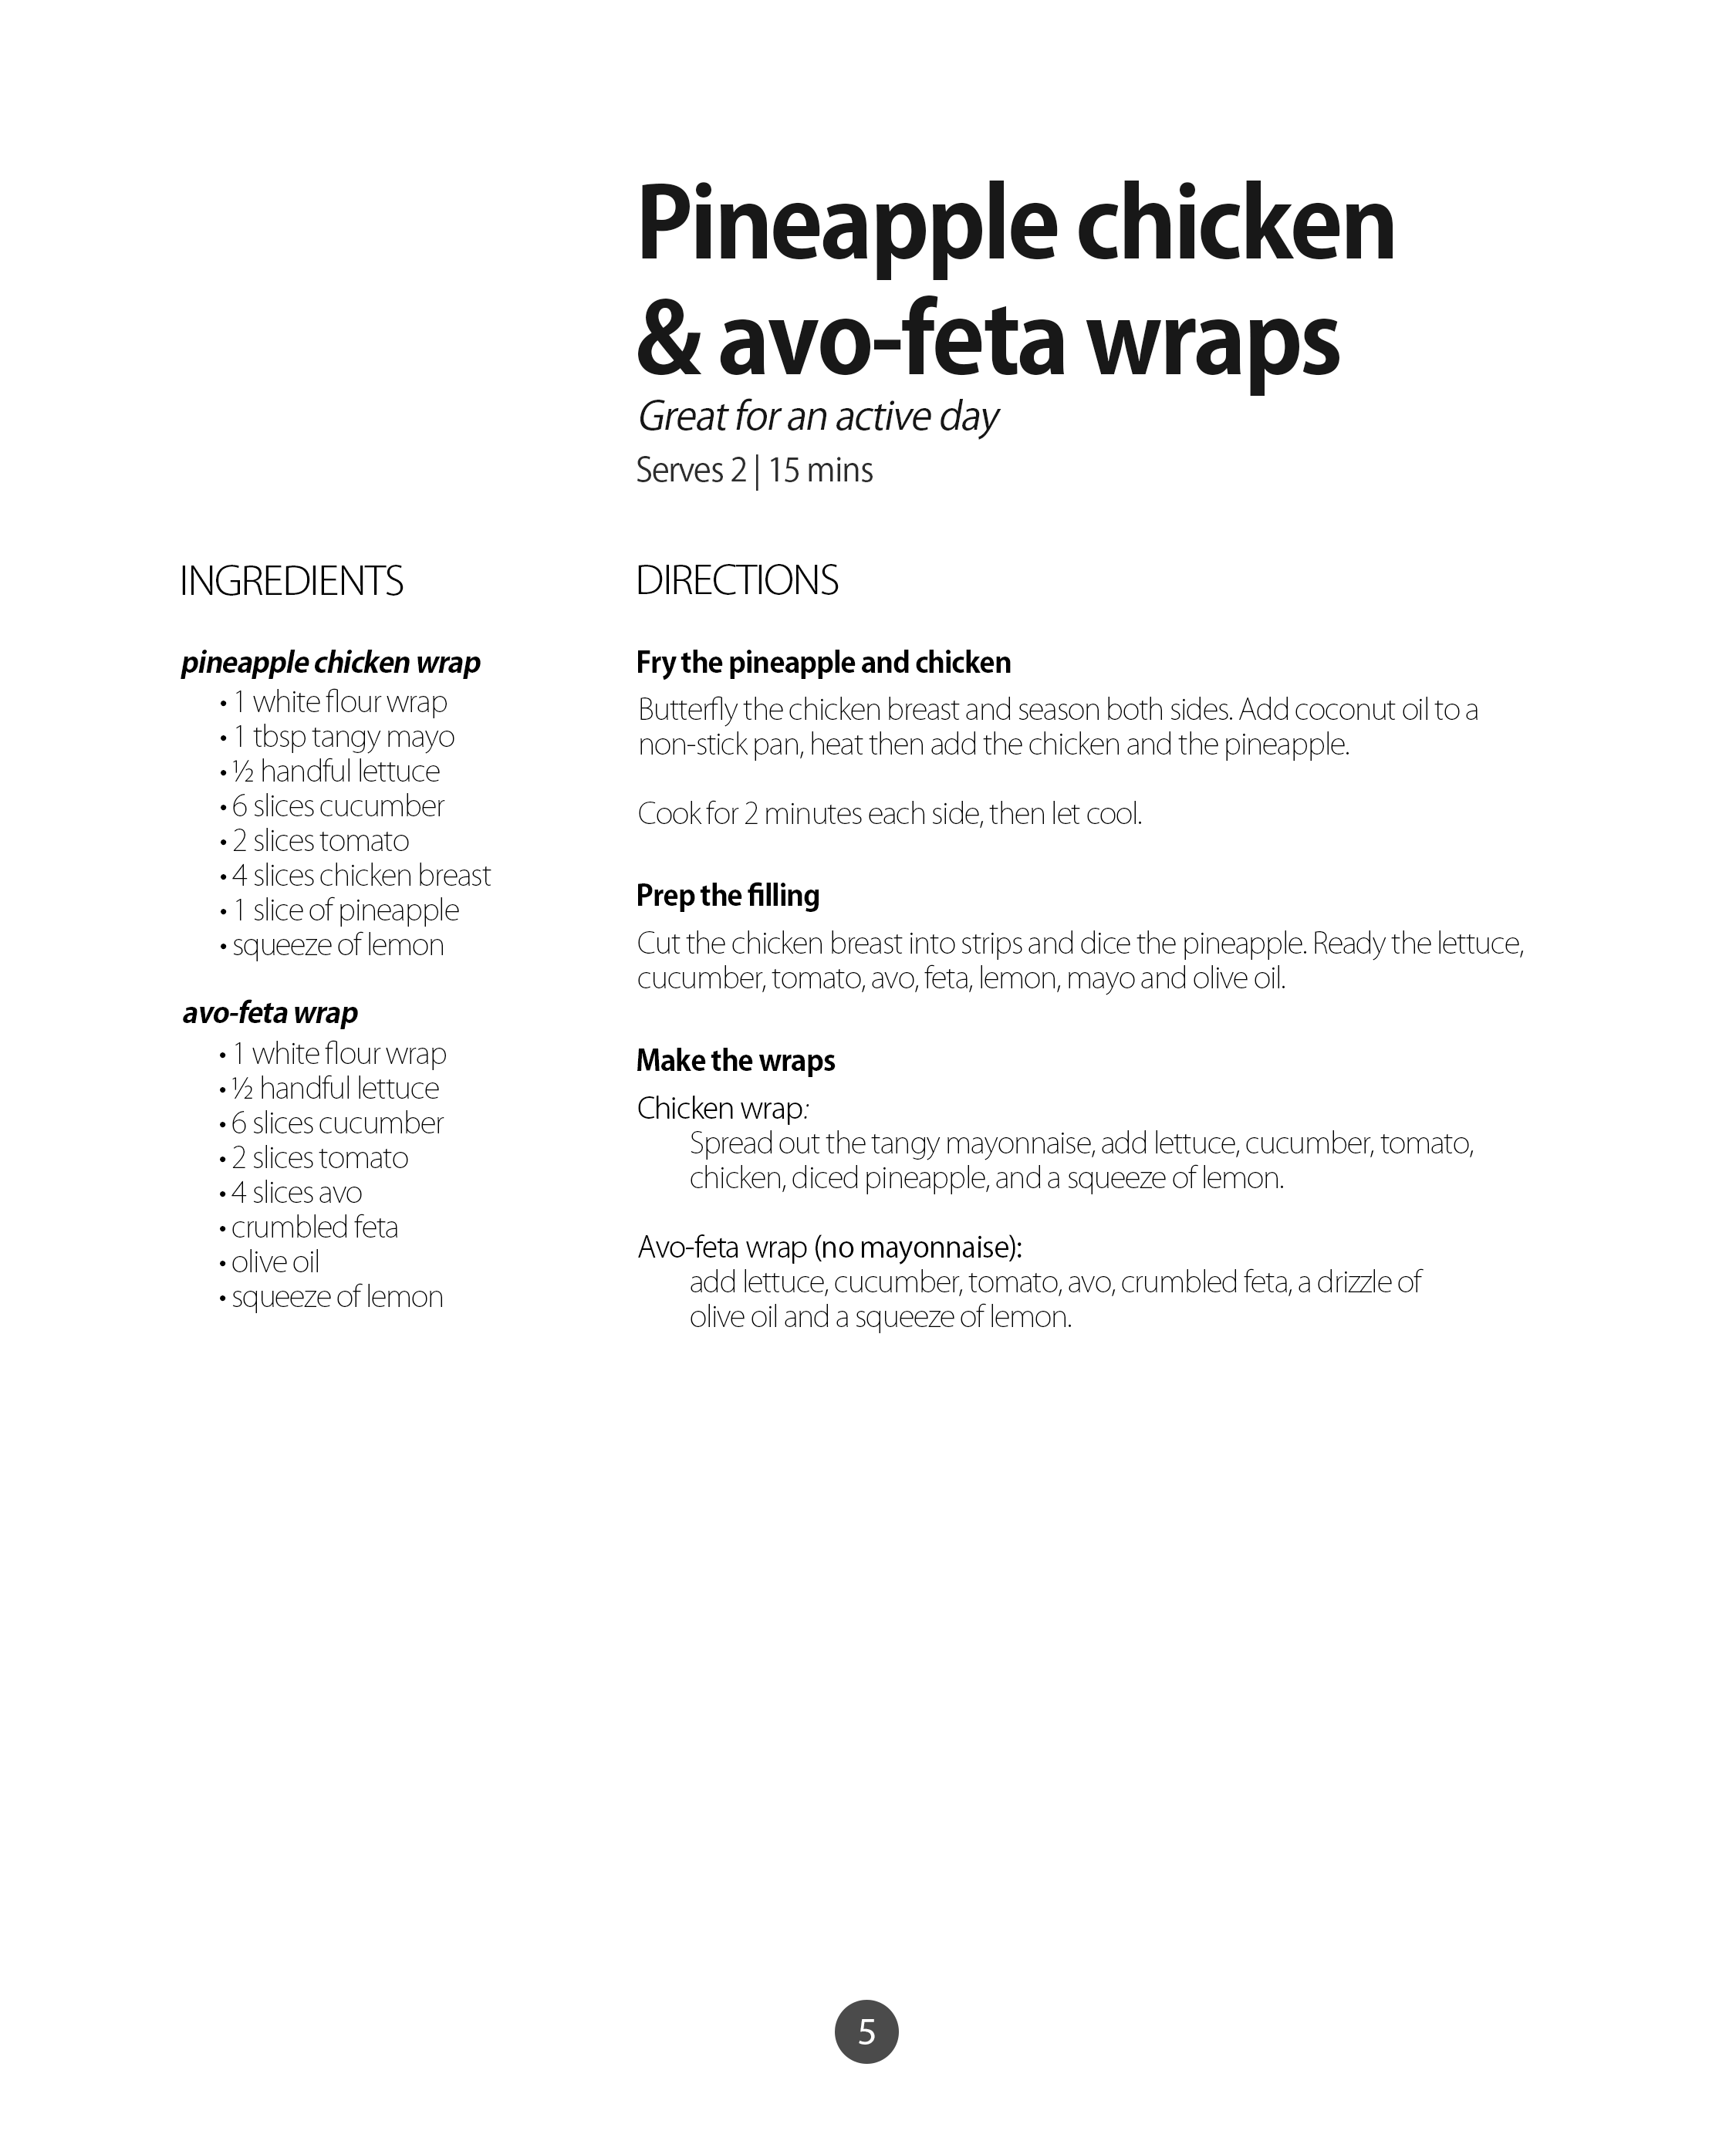 Pineapple chicken
& avo-feta wraps
Great for an active day
Serves 2 | 15 mins
INGREDIENTS
pineapple chicken wrap
• 1 white flour wrap
• 1 tbsp tangy mayo
• ½ handful lettuce
• 6 slices cucumber
• 2 slices tomato
• 4 slices chicken breast
• 1 slice of pineapple
• squeeze of lemon
avo-feta wrap
• 1 white flour wrap
• ½ handful lettuce
• 6 slices cucumber
• 2 slices tomato
• 4 slices avo
• crumbled feta
• olive oil
• squeeze of lemon
DIRECTIONS
Fry the pineapple and chicken
Butterfly the chicken breast and season both sides. Add coconut oil to a
non-stick pan, heat then add the chicken and the pineapple.
Cook for 2 minutes each side, then let cool.
Prep the filling
Cut the chicken breast into strips and dice the pineapple. Ready the lettuce,
cucumber, tomato, avo, feta, lemon, mayo and olive oil.
Make the wraps
Chicken wrap:
Spread out the tangy mayonnaise, add lettuce, cucumber, tomato,
chicken, diced pineapple, and a squeeze of lemon.
Avo-feta wrap (no mayonnaise):
add lettuce, cucumber, tomato, avo, crumbled feta, a drizzle of
olive oil and a squeeze of lemon.
5